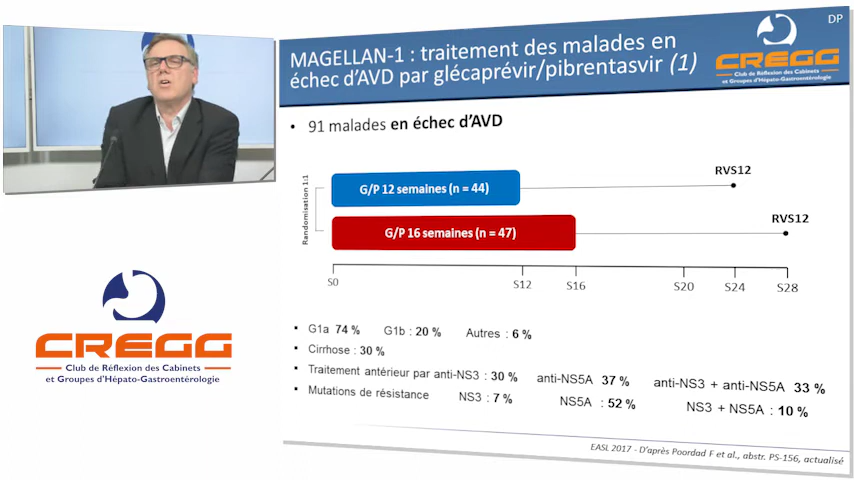 MAGELLAN-1 : traitement des malades en
échec d'AVD par glécaprévir/pibrentasvir (1)
DP
CREGG
Club de Réflexion des Cabinets
et Groupes d'Hépato-Gastroentérologie
• 91 malades en échec d'AVD
Randomisation 1:1
G/P 12 semaines (n = 44)
RVS12
G/P 16 semaines (n = 47)
RVS12
S0 S12 S16 S20 S24 S28
CREGG
Club de Réflexion des Cabinets
et Groupes d'Hépato-Gastroentérologie
• G1a 74 % G1b : 20 % Autres : 6 %
• Cirrhose : 30 %
• Traitement antérieur par anti-NS3 : 30 % anti-NS5A 37 % anti-NS3 + anti-NS5A 33 %
• Mutations de résistance NS3 : 7 % NS5A : 52 % NS3 + NS5A : 10 %
EASL 2017 - D'après Poordad F et al., abstr. PS-156, actualisé